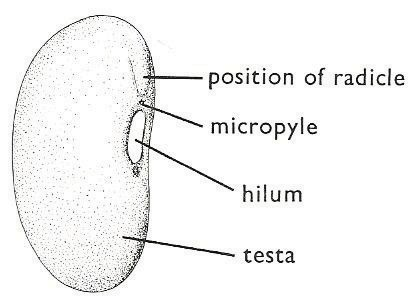 position of radicle
micropyle
hilum
testa